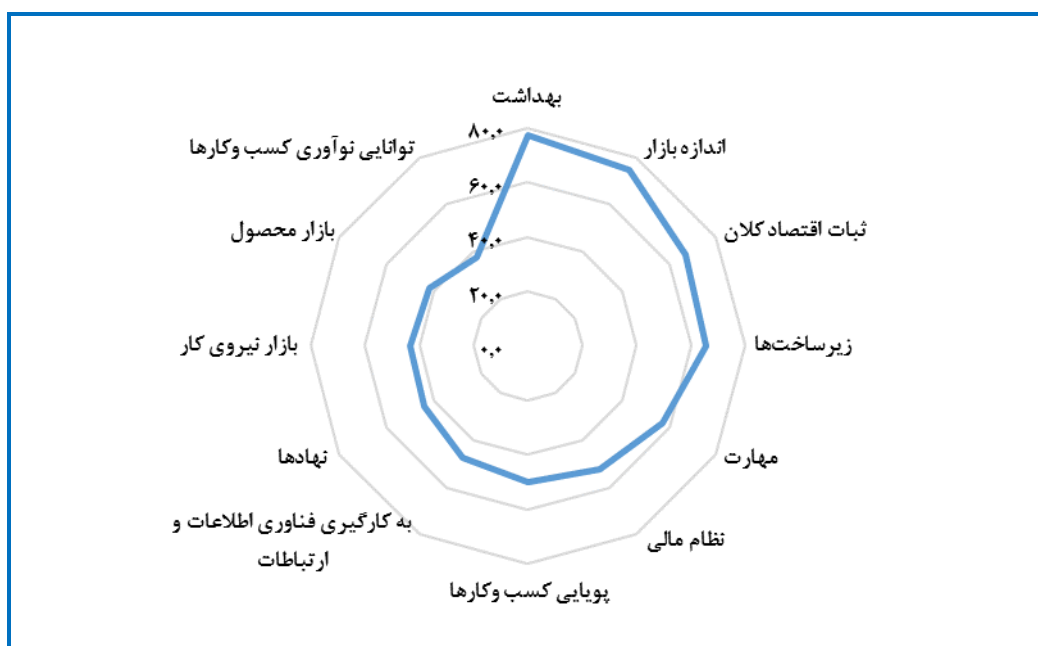 بهداشت
اندازه بازار
ثبات اقتصاد کلان
زیرساخت‌ها
مهارت
نظام مالی
پویایی کسب وکارها
به کارگیری فناوری اطلاعات و
ارتباطات
نهادها
بازار نیروی کار
بازار محصول
توانایی نوآوری کسب وکارها
۸۰,۰
۶۰,۰
۴۰,۰
۲۰,۰
۰,۰